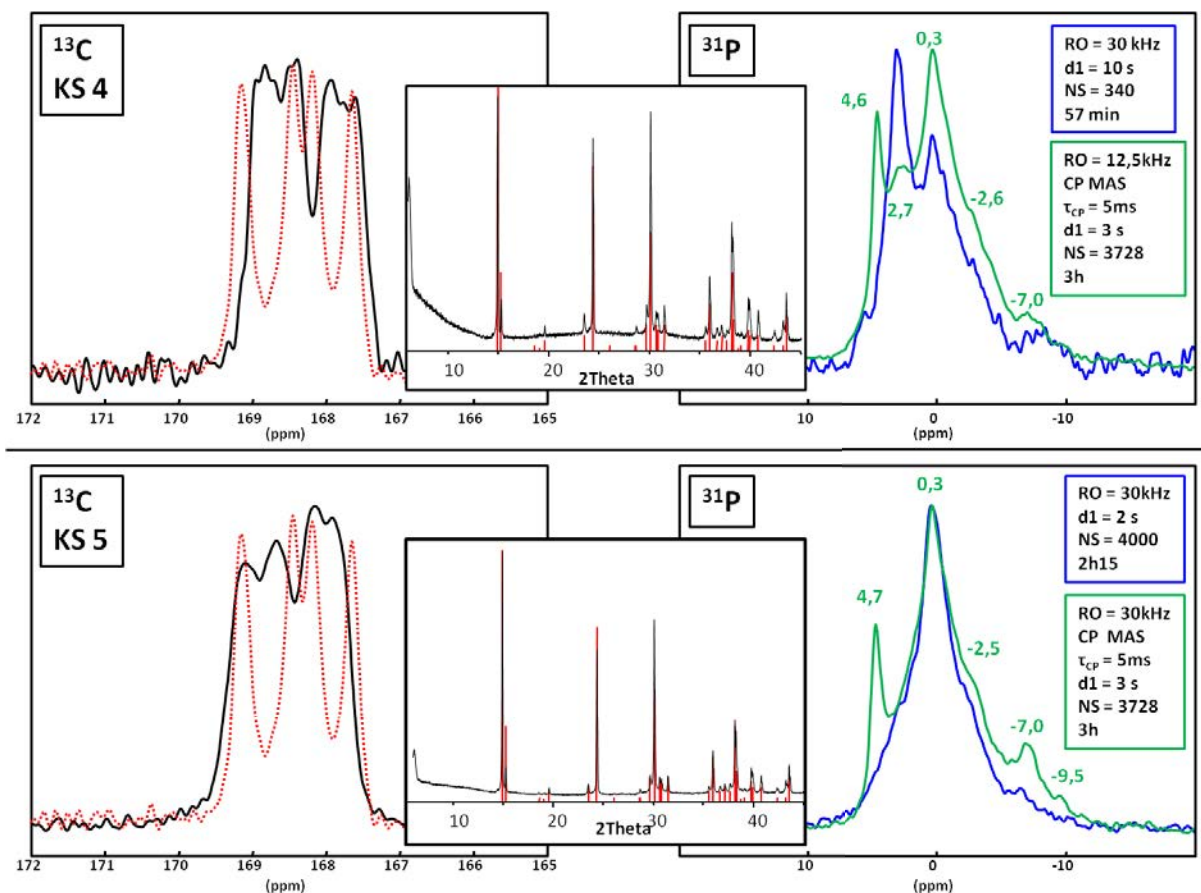 13C
KS 4
172 171 170 169 168 167 166 165
(ppm)
10 20 30 40
2Theta
31P
4,6
0,3
2,7
-2,6
-7,0
10 0 -10
(ppm)
RO = 30 kHz
d1 = 10 s
NS = 340
57 min
RO = 12,5kHz
CP MAS
τCP = 5ms
d1 = 3 s
NS = 3728
3h
13C
KS 5
172 171 170 169 168 167 166 165
(ppm)
10 20 30 40
2Theta
31P
0,3
4,7
-2,5
-7,0
-9,5
10 0 -10
(ppm)
RO = 30kHz
d1 = 2 s
NS = 4000
2h15
RO = 30kHz
CP MAS
τCP = 5ms
d1 = 3 s
NS = 3728
3h